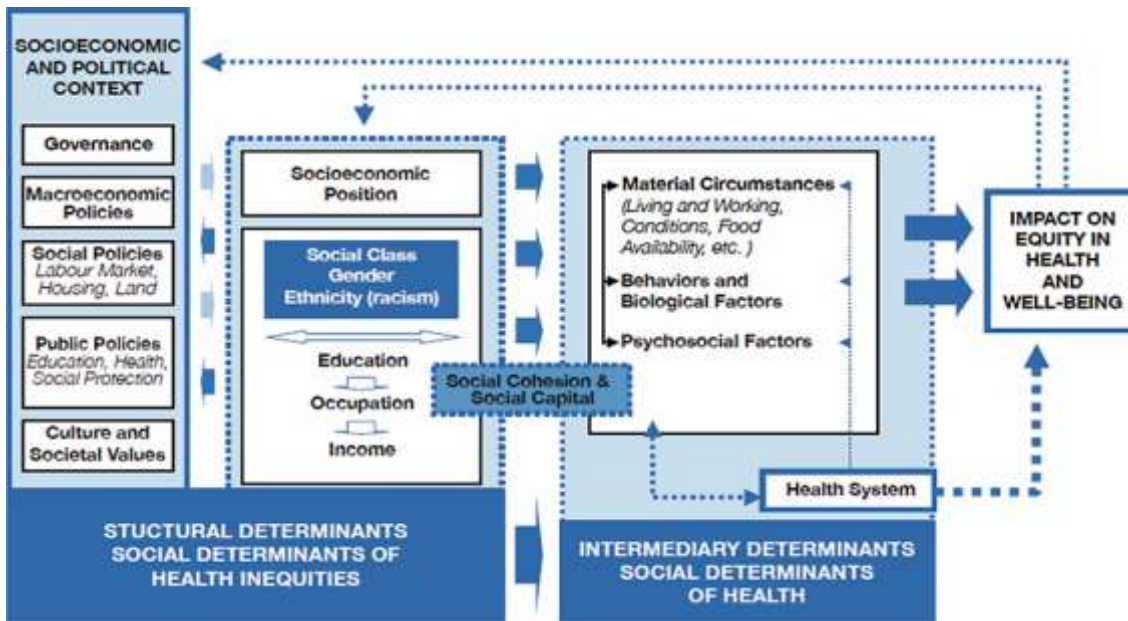 SOCIOECONOMIC
AND POLITICAL
CONTEXT
Governance
Macroeconomic
Policies
Social Policies
Labour Market,
Housing, Land
Public Policies
Education, Health,
Social Protection
Culture and
Societal Values
Socioeconomic
Position
Social Class
Gender
Ethnicity (racism)
Education
Occupation
Income
Social Cohesion &
Social Capital
Material Circumstances
(Living and Working,
Conditions, Food
Availability, etc. )
Behaviors and
Biological Factors
Psychosocial Factors
Health System
IMPACT ON
EQUITY IN
HEALTH
AND
WELL-BEING
STUCTURAL DETERMINANTS
SOCIAL DETERMINANTS OF
HEALTH INEQUITIES
INTERMEDIARY DETERMINANTS
SOCIAL DETERMINANTS
OF HEALTH